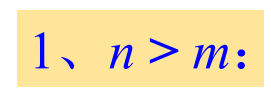 1、n > m：